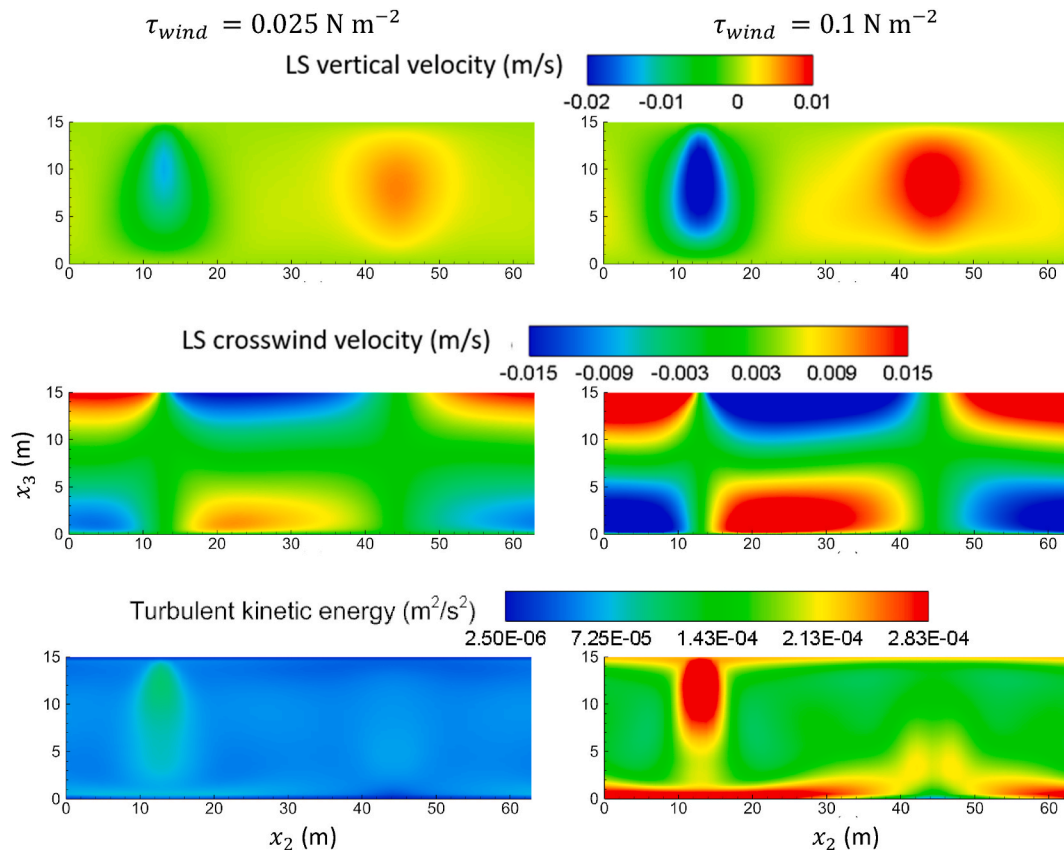 τ_wind = 0.025 N m⁻² τ_wind = 0.1 N m⁻²
LS vertical velocity (m/s)
-0.02 -0.01 0 0.01
15 15
10 10
5 5
0 0
0 10 20 30 40 50 60 0 10 20 30 40 50 60
LS crosswind velocity (m/s)
-0.015 -0.009 -0.003 0.003 0.009 0.015
15 15
10 10
x₃ (m)
5 5
0 0
0 10 20 30 40 50 60 0 10 20 30 40 50 60
Turbulent kinetic energy (m²/s²)
2.50E-06 7.25E-05 1.43E-04 2.13E-04 2.83E-04
15 15
10 10
5 5
0 0
0 10 20 30 40 50 60 0 10 20 30 40 50 60
x₂ (m) x₂ (m)